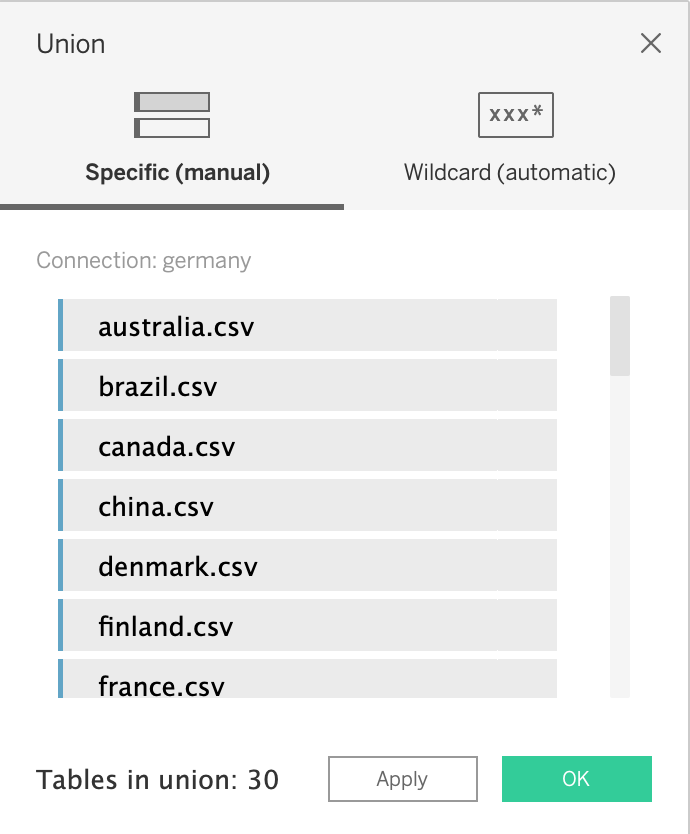 Union
xxx*
Specific (manual)
Wildcard (automatic)
Connection: germany
australia.csv
brazil.csv
canada.csv
china.csv
denmark.csv
finland.csv
france.csv
Tables in union: 30
Apply
OK